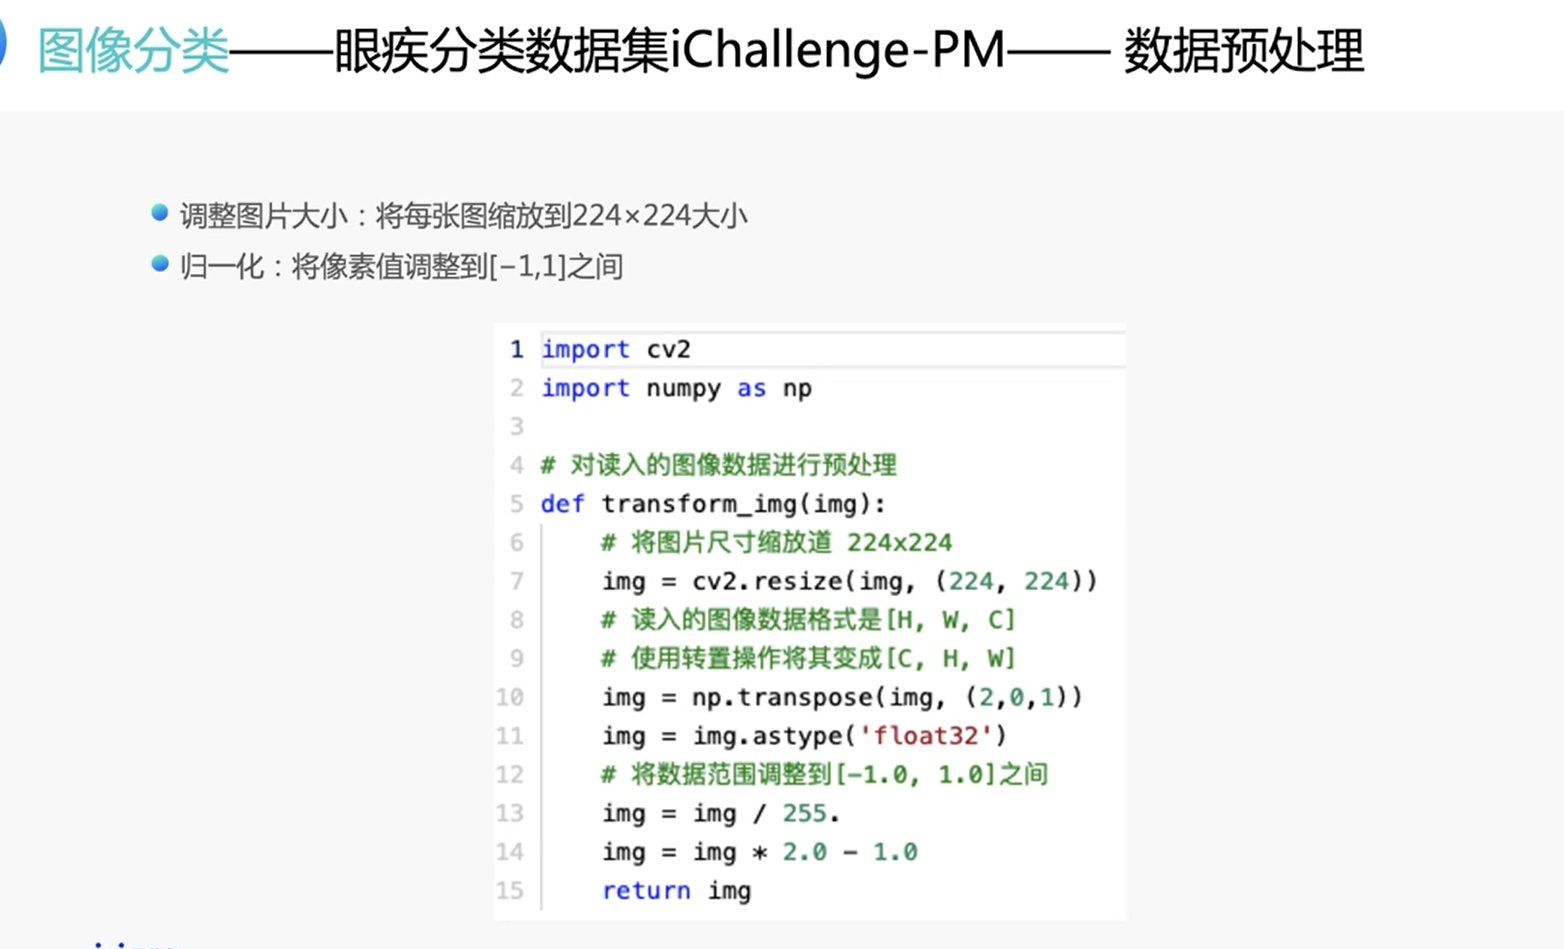 图像分类——眼疾分类数据集iChallenge-PM—— 数据预处理
调整图片大小：将每张图缩放到224×224大小
归一化：将像素值调整到[-1,1]之间
1 import cv2
2 import numpy as np
3
4 # 对读入的图像数据进行预处理
5 def transform_img(img):
6     # 将图片尺寸缩放道 224x224
7     img = cv2.resize(img, (224, 224))
8     # 读入的图像数据格式是[H, W, C]
9     # 使用转置操作将其变成[C, H, W]
10     img = np.transpose(img, (2,0,1))
11     img = img.astype('float32')
12     # 将数据范围调整到[-1.0, 1.0]之间
13     img = img / 255.
14     img = img * 2.0 - 1.0
15     return img